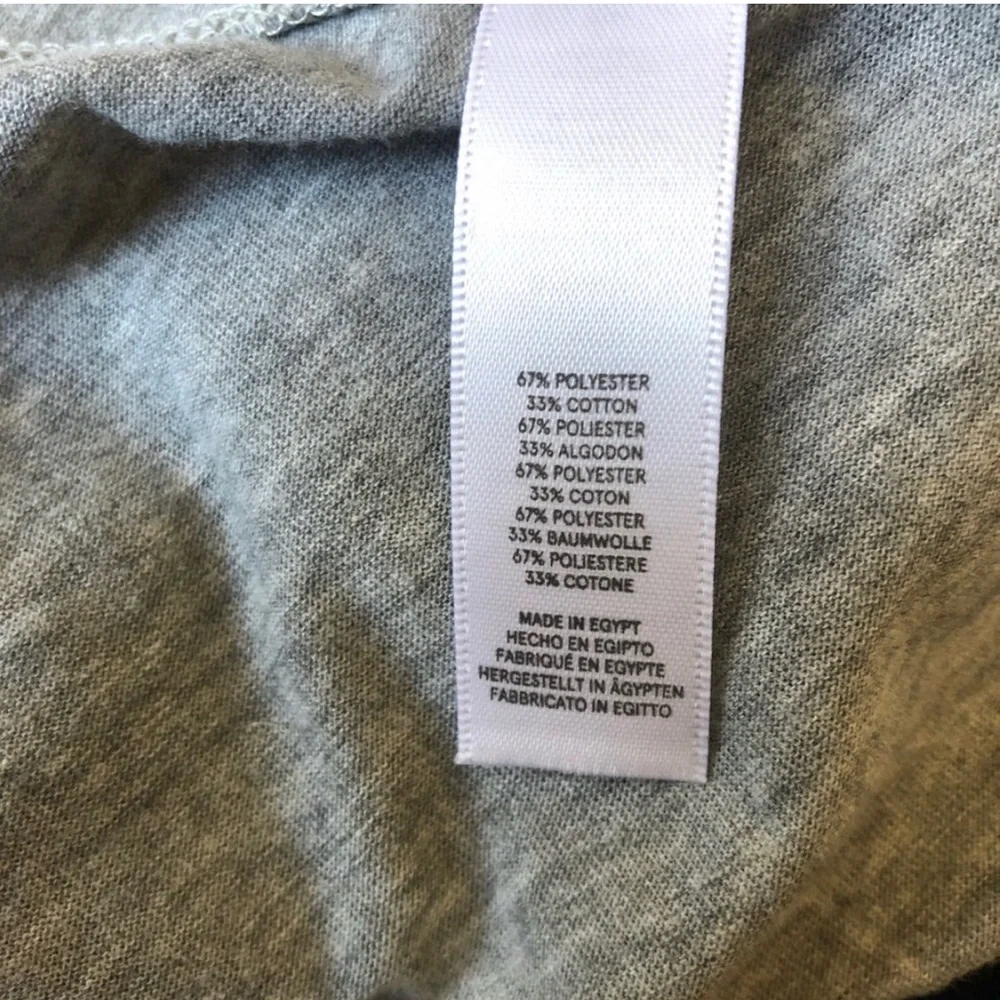 67% POLYESTER
33% COTTON
67% POLIESTER
33% ALGODON
67% POLYESTER
33% COTON
67% POLYESTER
33% BAUMWOLLE
67% POLIESTERE
33% COTONE
MADE IN EGYPT
HECHO EN EGIPTO
FABRIQUÉ EN EGYPTE
HERGESTELLT IN ÄGYPTEN
FABBRICATO IN EGITTO